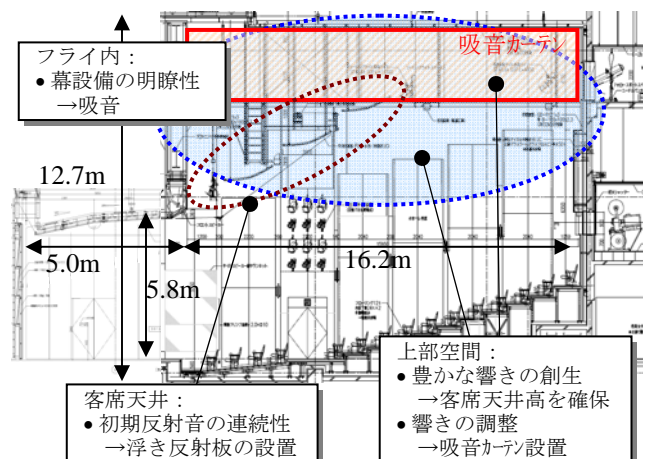 フライ内：
● 幕設備の明瞭性
→吸音
吸音カーテン
12.7m
5.0m
16.2m
5.8m
客席天井：
● 初期反射音の連続性
→浮き反射板の設置
上部空間：
● 豊かな響きの創生
→客席天井高を確保
● 響きの調整
→吸音カーテン設置